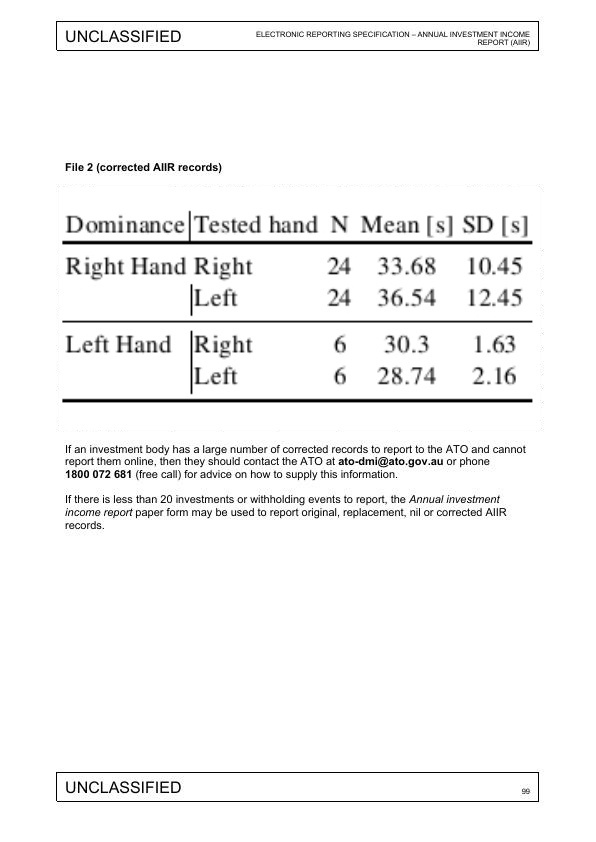 UNCLASSIFIED
ELECTRONIC REPORTING SPECIFICATION – ANNUAL INVESTMENT INCOME
REPORT (AIIR)
File 2 (corrected AIIR records)
Dominance Tested hand N Mean [s] SD [s]
Right Hand Right 24 33.68 10.45
Left 24 36.54 12.45
Left Hand Right 6 30.3 1.63
Left 6 28.74 2.16
If an investment body has a large number of corrected records to report to the ATO and cannot
report them online, then they should contact the ATO at ato-dmi@ato.gov.au or phone
1800 072 681 (free call) for advice on how to supply this information.
If there is less than 20 investments or withholding events to report, the Annual investment
income report paper form may be used to report original, replacement, nil or corrected AIIR
records.
UNCLASSIFIED
99